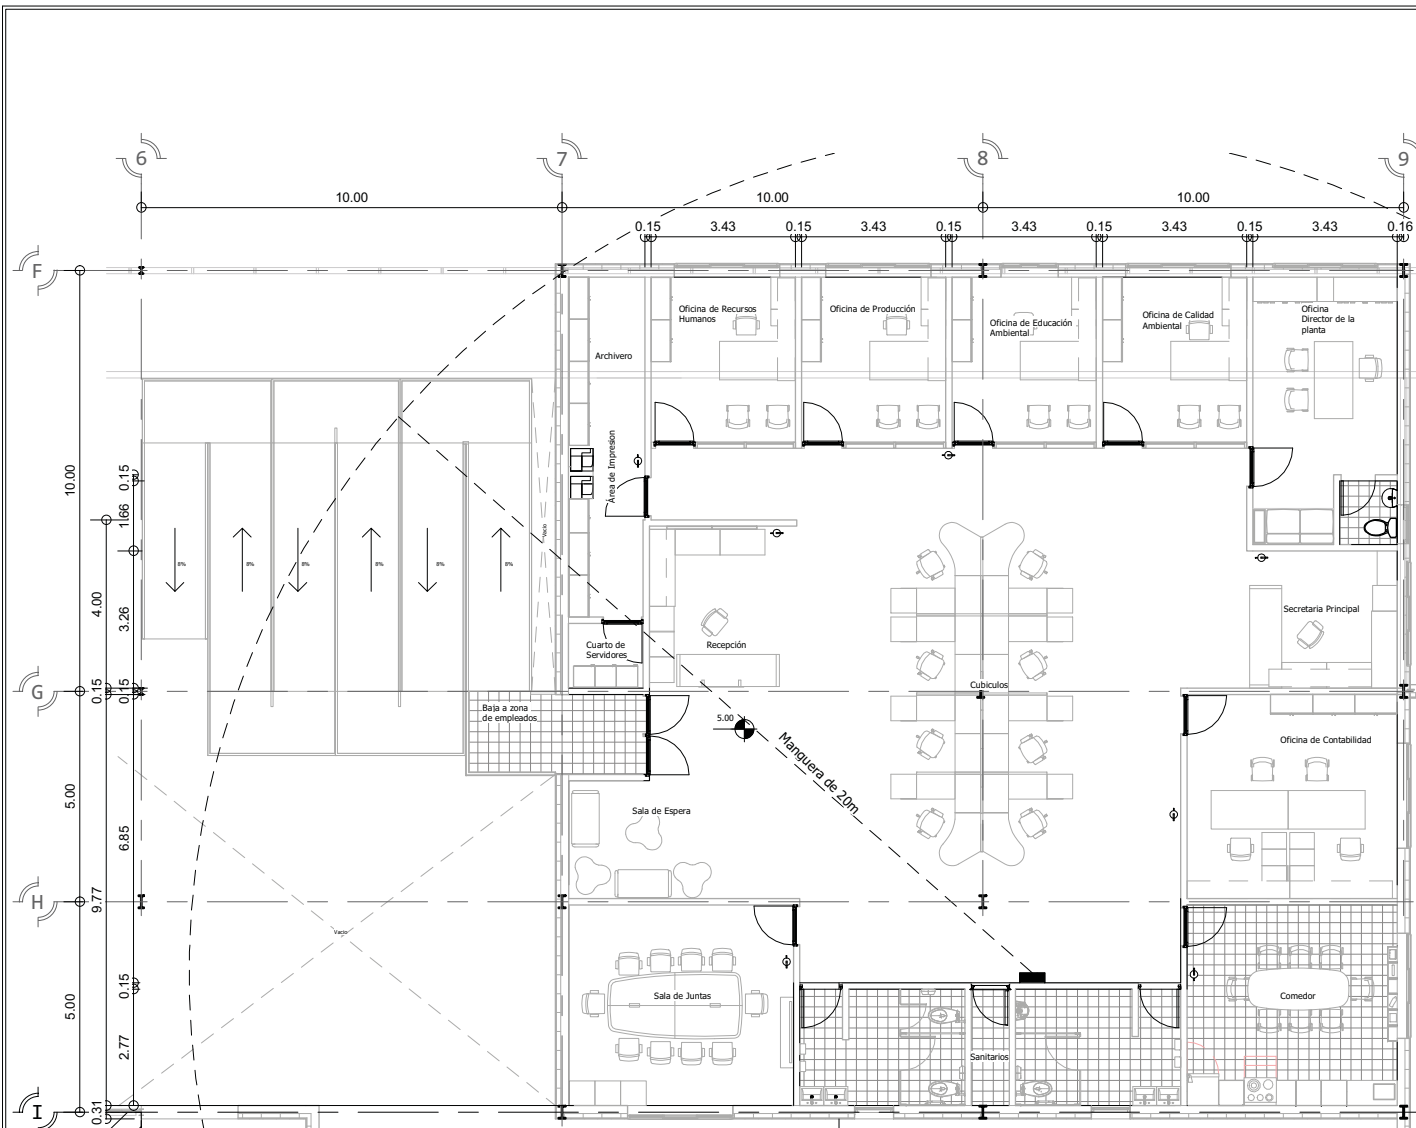 6
7
8
9
10.00
10.00
10.00
0.15
3.43
0.15
3.43
0.15
3.43
0.15
3.43
0.15
3.43
0.16
F
G
H
I
10.00
5.00
5.00
4.00
0.15
9.77
0.31
0.15
1.66
3.26
0.15
6.85
0.15
2.77
Oficina de Recursos
Humanos
Oficina de Producción
Oficina de Educación
Ambiental
Oficina de Calidad
Ambiental
Oficina
Director de la
planta
Archivero
Área de Impresion
Vacio
8%
8%
8%
8%
8%
8%
Cuarto de
Servidores
Recepción
Secretaria Principal
Cubiculos
Baja a zona
de empleados
5.00
Manguera de 20m
Oficina de Contabilidad
Sala de Espera
Vacio
Sala de Juntas
Sanitarios
Comedor